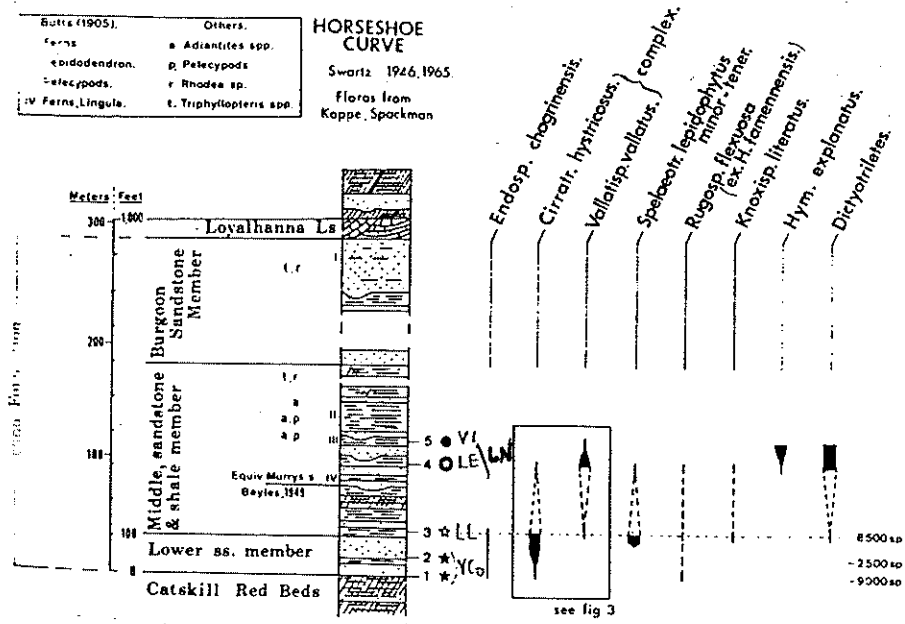 Butts (1905).
Ferns
Lepidodendron.
Pelecypods.
IV Ferns, Lingula.
Others.
a Adiantites spp.
p. Pelecypods
r Rhodea sp.
t. Triphyllopteris spp.
HORSESHOE
CURVE
Swartz 1946, 1965.
Floras from
Kappe, Spackman
Endosp. chagrinensis.
Cirratr. hystricosus.
Vallatisp. vallatus.
complex.
Spelaeotr. lepidophytus
minor - tener.
Rugosp. flexuosa
(ex. H. famennensis.)
Knoxisp. literatus.
Hym. explanatus.
Dictyotriletes.
Meters Feet
300 1,000
200
100
100
0
Loyalhanna Ls
Burgoon
Sandstone
Member
Middle, sandstone
& shale member
Lower ss. member
Catskill Red Beds
I
t, r
t, r
a
a, p II
a p III
Equiv Murrys s IV
Bayles, 1949
5 VI
4 LE
LN
3 LL
2
1
VCo
see fig 3
8500 sp
~2500 sp
~9000 sp